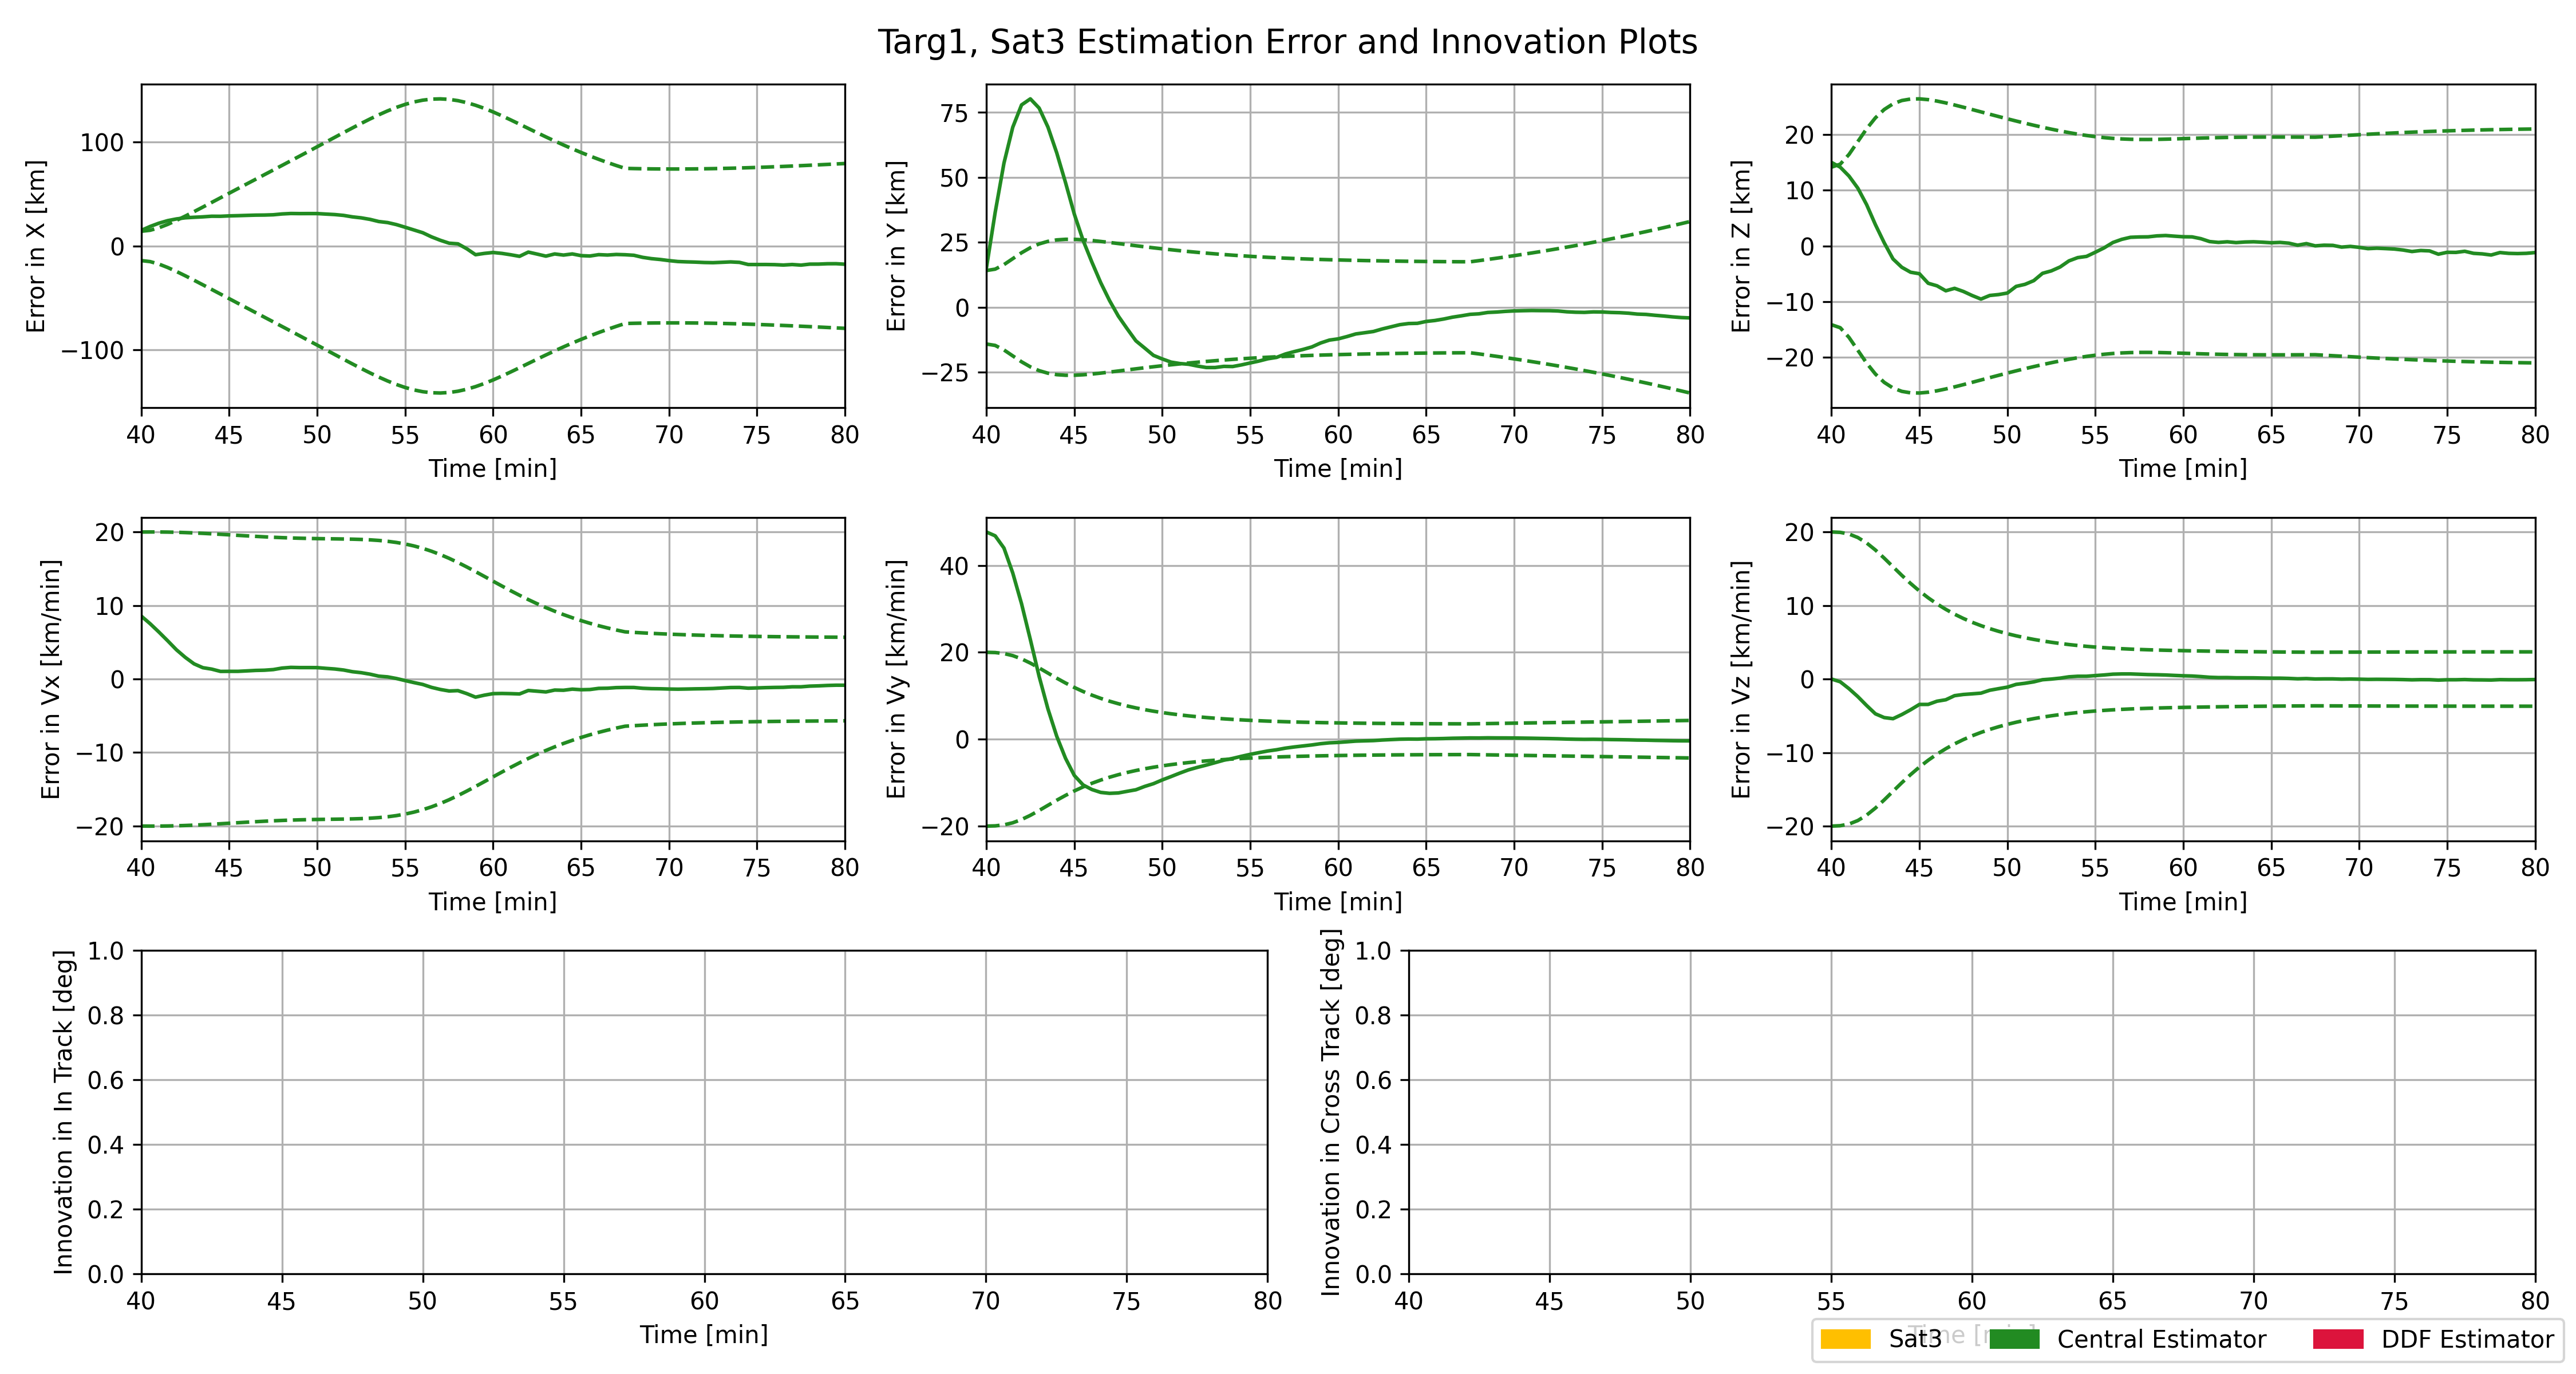 Targ1, Sat3 Estimation Error and Innovation Plots
Error in X [km]
100
0
−100
40 45 50 55 60 65 70 75 80
Time [min]
Error in Y [km]
75
50
25
0
−25
40 45 50 55 60 65 70 75 80
Time [min]
Error in Z [km]
20
10
0
−10
−20
40 45 50 55 60 65 70 75 80
Time [min]
Error in Vx [km/min]
20
10
0
−10
−20
40 45 50 55 60 65 70 75 80
Time [min]
Error in Vy [km/min]
40
20
0
−20
40 45 50 55 60 65 70 75 80
Time [min]
Error in Vz [km/min]
20
10
0
−10
−20
40 45 50 55 60 65 70 75 80
Time [min]
Innovation in In Track [deg]
1.0
0.8
0.6
0.4
0.2
0.0
40 45 50 55 60 65 70 75 80
Time [min]
Innovation in Cross Track [deg]
1.0
0.8
0.6
0.4
0.2
0.0
40 45 50 55 60 65 70 75 80
Time [min]
Sat3 Central Estimator DDF Estimator